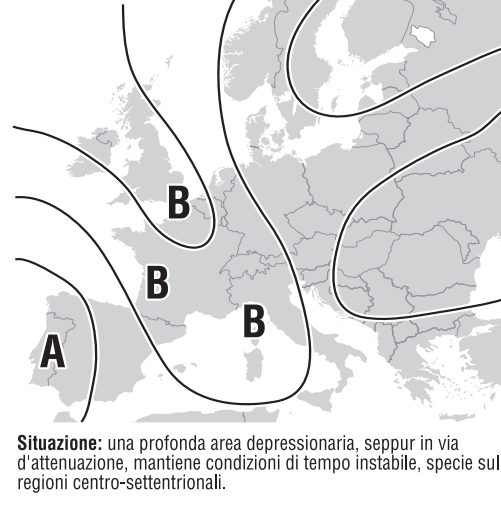 B
B
B
A
Situazione: una profonda area depressionaria, seppur in via
d'attenuazione, mantiene condizioni di tempo instabile, specie sul
regioni centro-settentrionali.